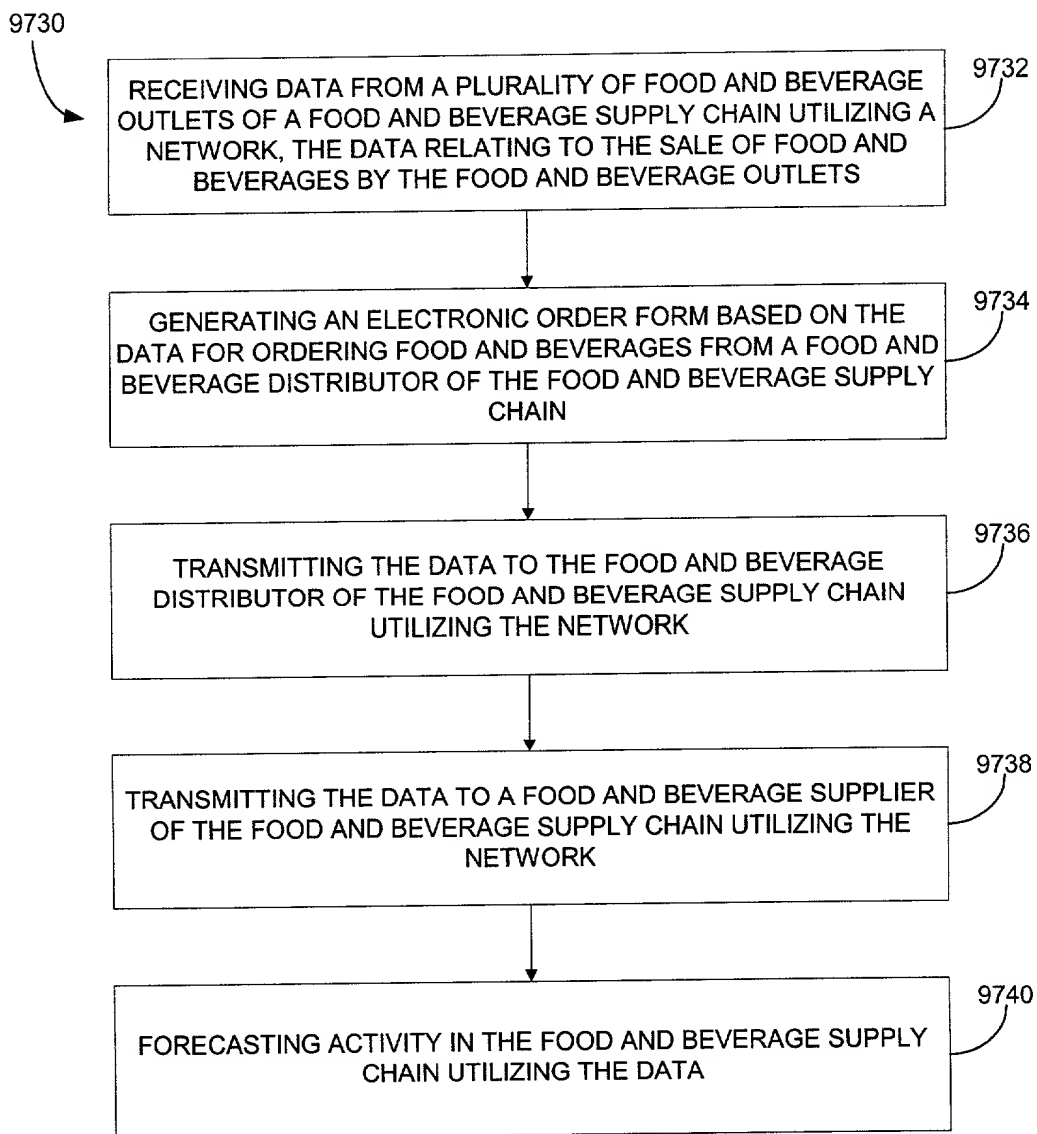 9730
RECEIVING DATA FROM A PLURALITY OF FOOD AND BEVERAGE
OUTLETS OF A FOOD AND BEVERAGE SUPPLY CHAIN UTILIZING A
NETWORK, THE DATA RELATING TO THE SALE OF FOOD AND
BEVERAGES BY THE FOOD AND BEVERAGE OUTLETS
9732
GENERATING AN ELECTRONIC ORDER FORM BASED ON THE
DATA FOR ORDERING FOOD AND BEVERAGES FROM A FOOD AND
BEVERAGE DISTRIBUTOR OF THE FOOD AND BEVERAGE SUPPLY
CHAIN
9734
TRANSMITTING THE DATA TO THE FOOD AND BEVERAGE
DISTRIBUTOR OF THE FOOD AND BEVERAGE SUPPLY CHAIN
UTILIZING THE NETWORK
9736
TRANSMITTING THE DATA TO A FOOD AND BEVERAGE SUPPLIER
OF THE FOOD AND BEVERAGE SUPPLY CHAIN UTILIZING THE
NETWORK
9738
FORECASTING ACTIVITY IN THE FOOD AND BEVERAGE SUPPLY
CHAIN UTILIZING THE DATA
9740